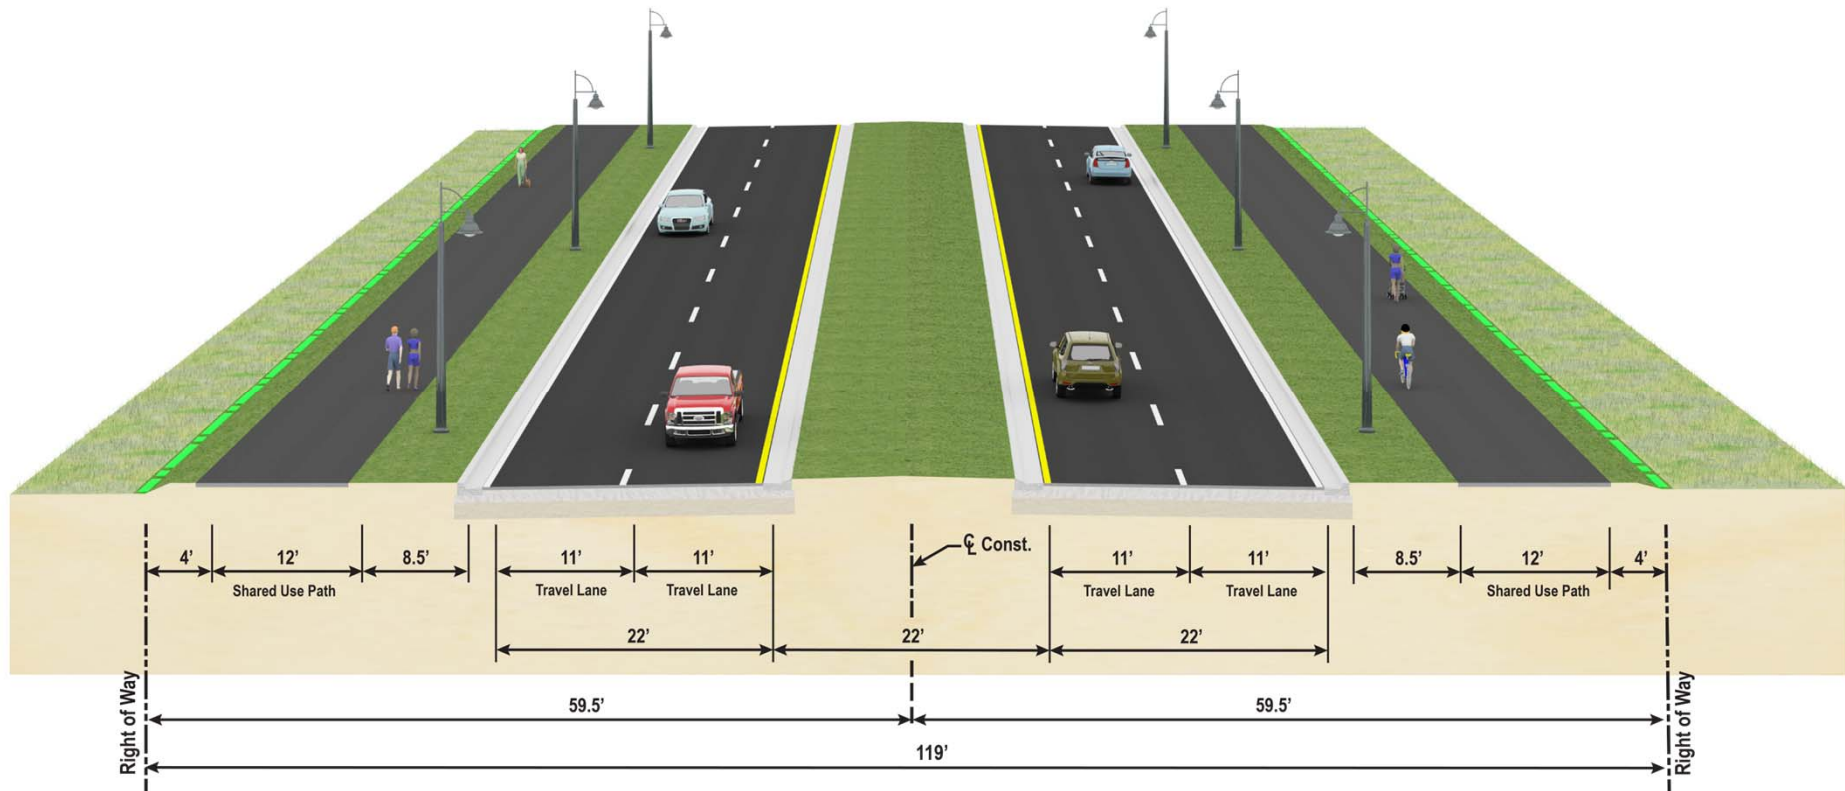 ℄ Const.
4’
12’
8.5’
11’
11’
11’
11’
8.5’
12’
4’
Shared Use Path
Travel Lane
Travel Lane
Travel Lane
Travel Lane
Shared Use Path
22’
22’
22’
Right of Way
59.5’
59.5’
Right of Way
119’